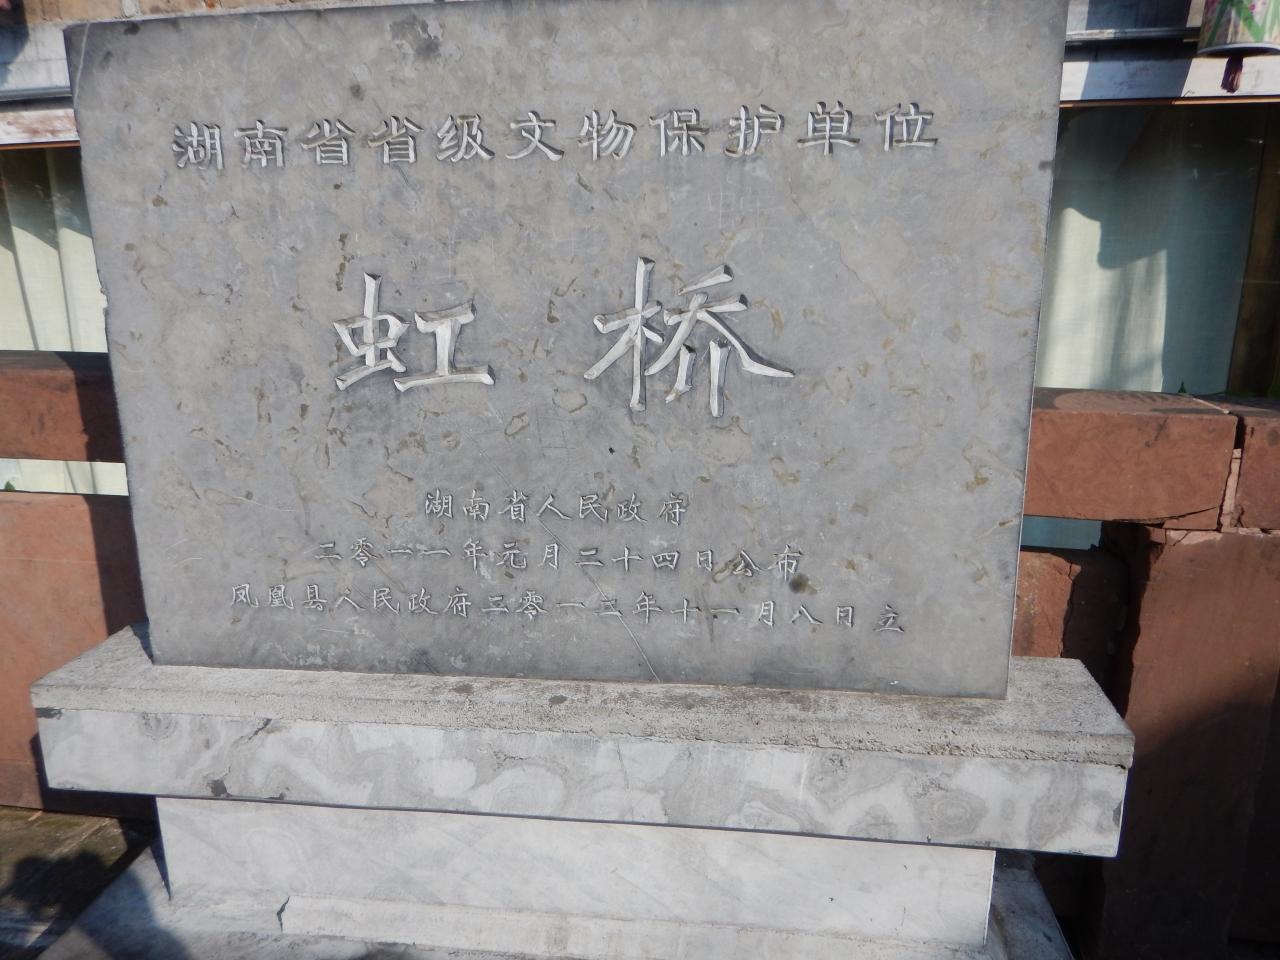 湖南省省级文物保护单位
虹桥
湖南省人民政府
二零一一年元月二十四日公布
凤凰县人民政府二零一三年十一月八日立